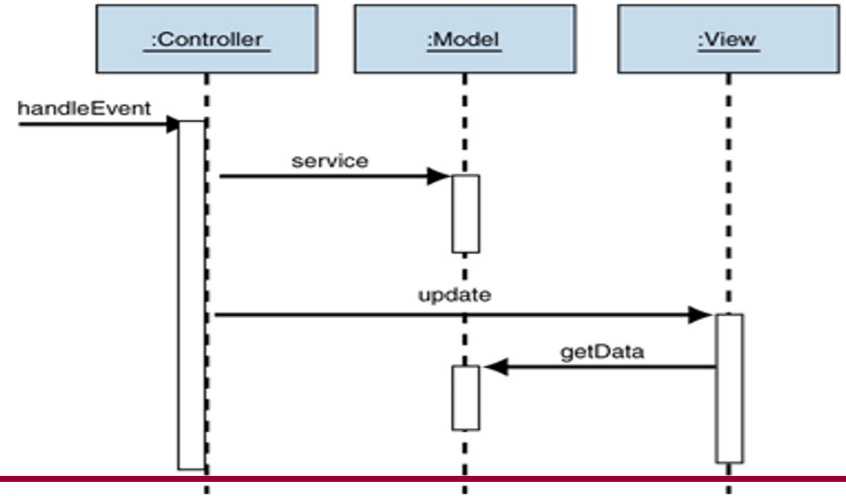 :Controller
:Model
:View
handleEvent
service
update
getData